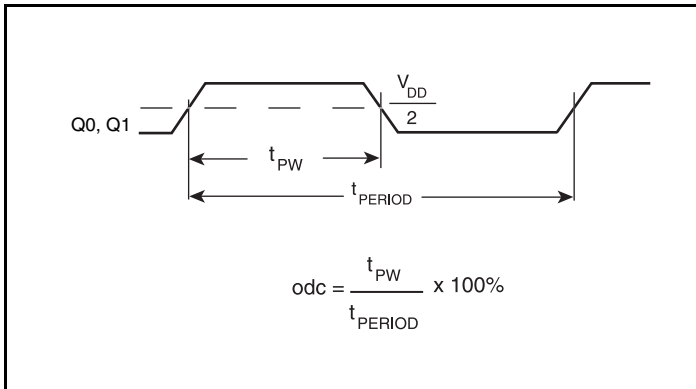 V_DD
2
Q0, Q1
t_PW
t_PERIOD
odc = t_PW / t_PERIOD x 100%